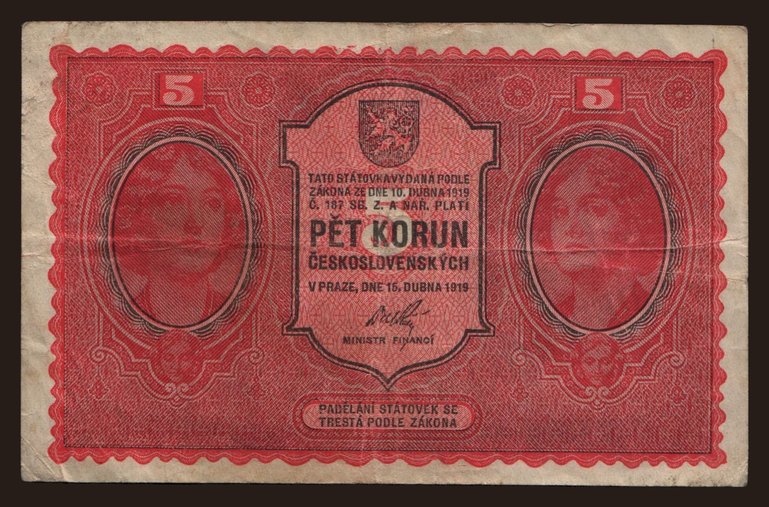 5
5
TATO STÁTOVKA VYDANÁ PODLE
ZÁKONA ZE DNE 10. DUBNA 1919
Č. 187 SB. Z. A NAŘ. PLATÍ
5
PĚT KORUN
ČESKOSLOVENSKÝCH
V PRAZE, DNE 15. DUBNA 1919
MINISTR FINANCÍ
PADĚLÁNÍ STÁTOVEK SE
TRESTÁ PODLE ZÁKONA